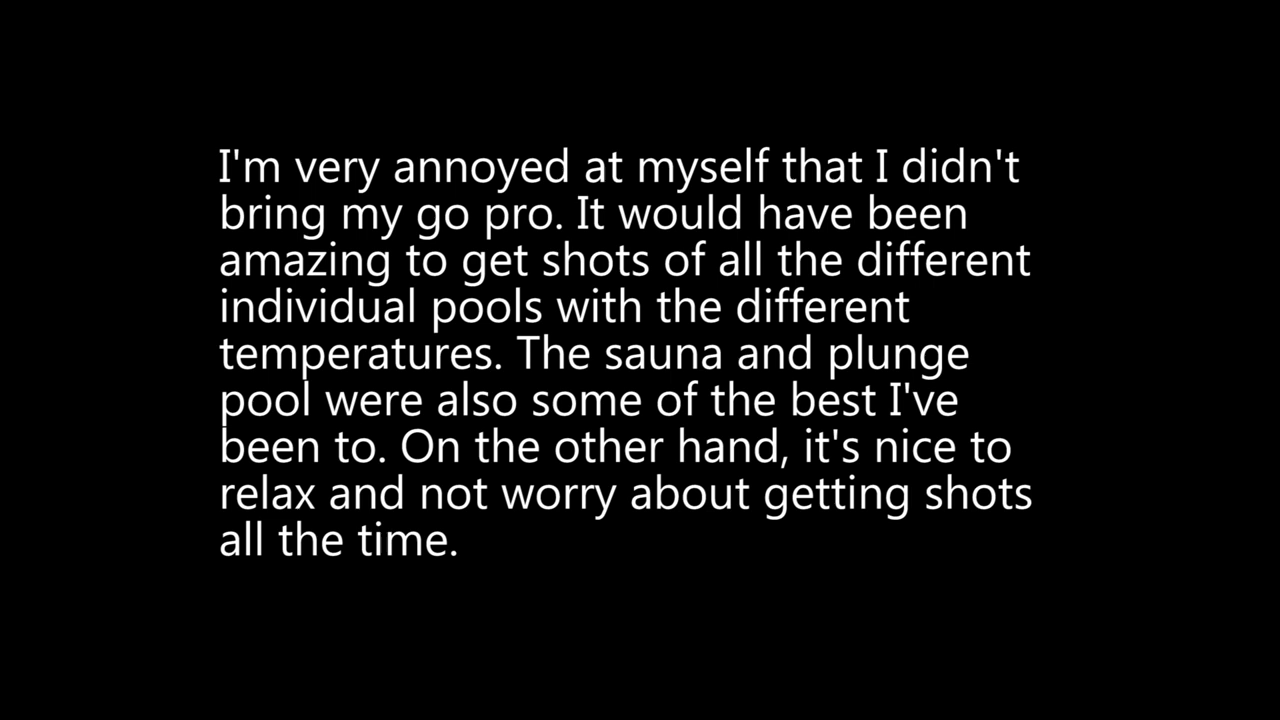 I'm very annoyed at myself that I didn't
bring my go pro. It would have been
amazing to get shots of all the different
individual pools with the different
temperatures. The sauna and plunge
pool were also some of the best I've
been to. On the other hand, it's nice to
relax and not worry about getting shots
all the time.